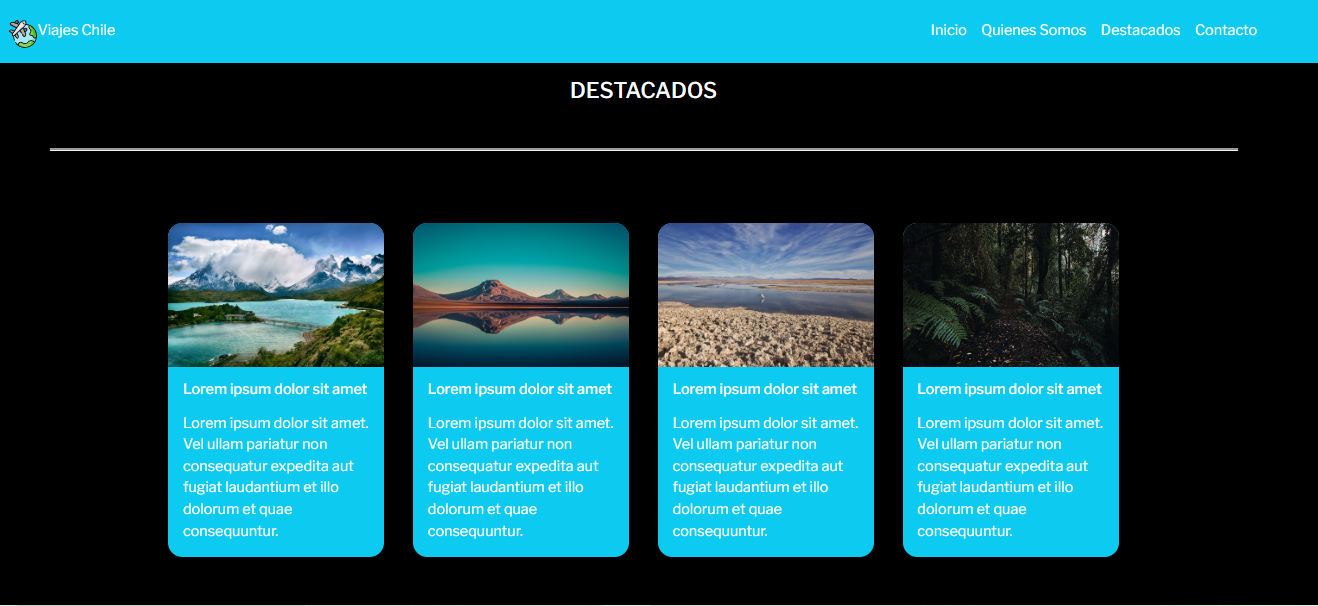 Viajes Chile
Inicio Quienes Somos Destacados Contacto
DESTACADOS
Lorem ipsum dolor sit amet
Lorem ipsum dolor sit amet.
Vel ullam pariatur non
consequatur expedita aut
fugiat laudantium et illo
dolorum et quae
consequuntur.
Lorem ipsum dolor sit amet
Lorem ipsum dolor sit amet.
Vel ullam pariatur non
consequatur expedita aut
fugiat laudantium et illo
dolorum et quae
consequuntur.
Lorem ipsum dolor sit amet
Lorem ipsum dolor sit amet.
Vel ullam pariatur non
consequatur expedita aut
fugiat laudantium et illo
dolorum et quae
consequuntur.
Lorem ipsum dolor sit amet
Lorem ipsum dolor sit amet.
Vel ullam pariatur non
consequatur expedita aut
fugiat laudantium et illo
dolorum et quae
consequuntur.